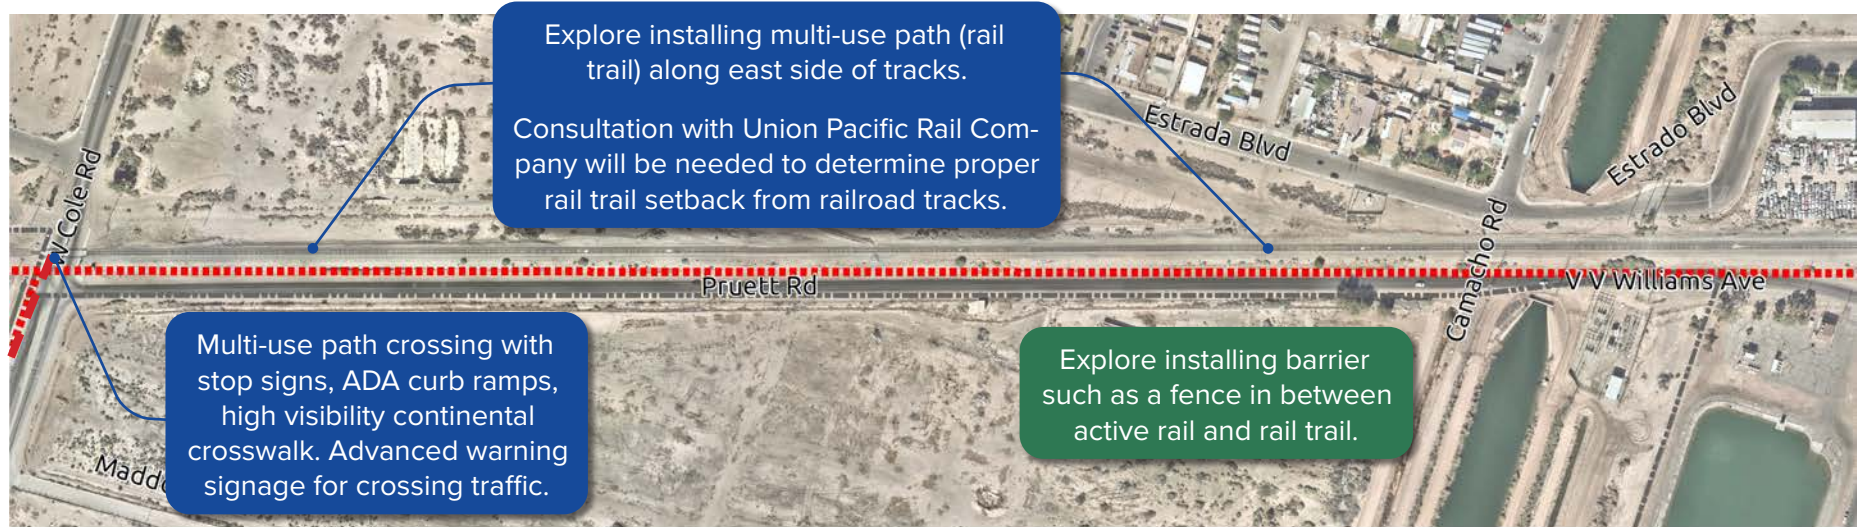 Explore installing multi-use path (rail
trail) along east side of tracks.
Consultation with Union Pacific Rail Com-
pany will be needed to determine proper
rail trail setback from railroad tracks.
Estrada Blvd
Estrado Blvd
W Cole Rd
Camacho Rd
Pruett Rd
V V Williams Ave
Multi-use path crossing with
stop signs, ADA curb ramps,
high visibility continental
crosswalk. Advanced warning
signage for crossing traffic.
Explore installing barrier
such as a fence in between
active rail and rail trail.